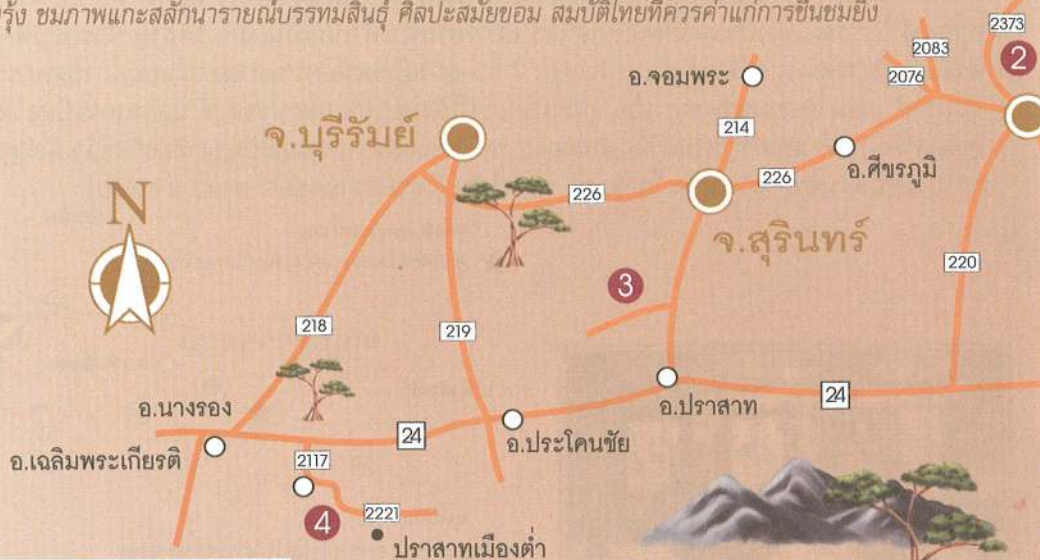 ชมภาพแกะสลักนารายณ์บรรทมสินธุ์ ศิลปะสมัยขอม สมบัติไทยที่ควรค่าแก่การชื่นชมยิ่ง
2373
2083
2
2076
อ.จอมพระ
จ.บุรีรัมย์
214
อ.ศีขรภูมิ
226
226
N
จ.สุรินทร์
220
3
218
219
อ.ปราสาท
24
อ.นางรอง
24
อ.ประโคนชัย
อ.เฉลิมพระเกียรติ
2117
4
2221
ปราสาทเมืองต่ำ